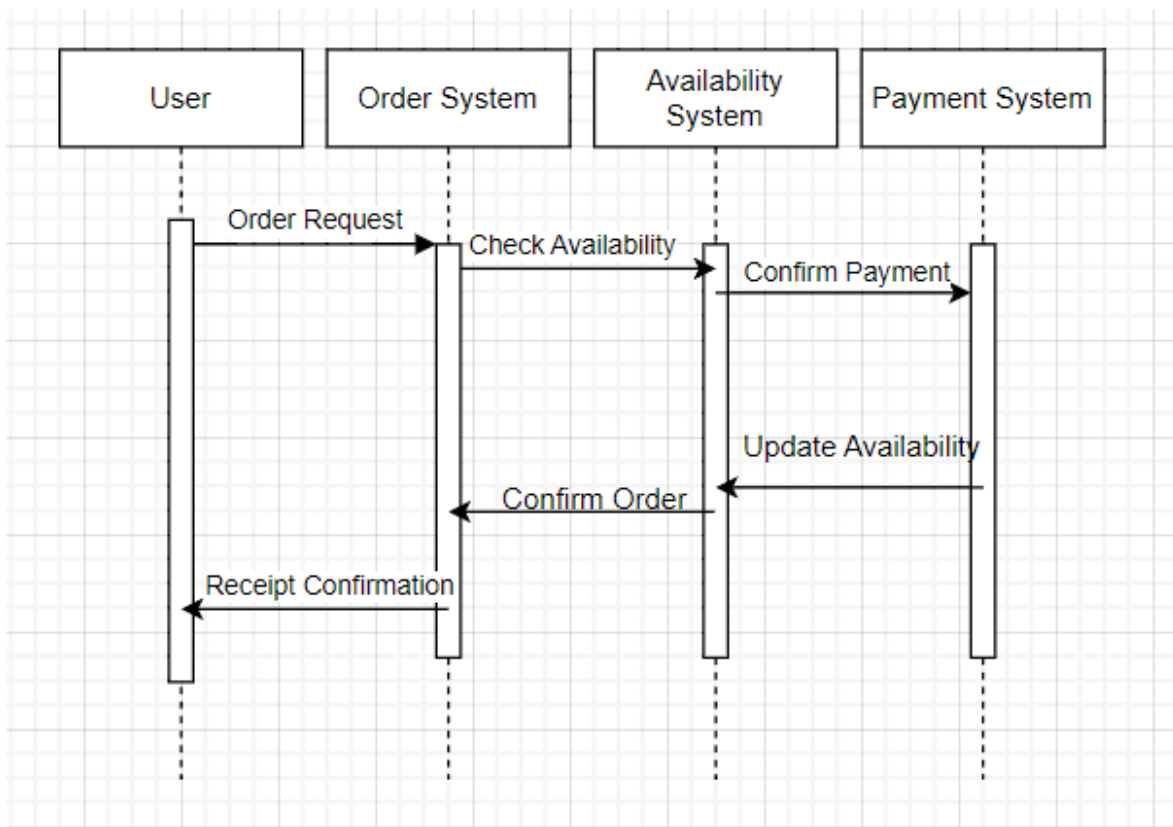 User
Order System
Availability
System
Payment System
Order Request
Check Availability
Confirm Payment
Update Availability
Confirm Order
Receipt Confirmation